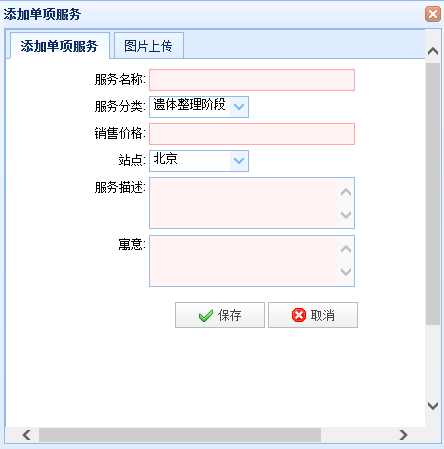 添加单项服务
添加单项服务 图片上传
服务名称:
服务分类: 遗体整理阶段
销售价格:
站点: 北京
服务描述:
寓意:
保存 取消